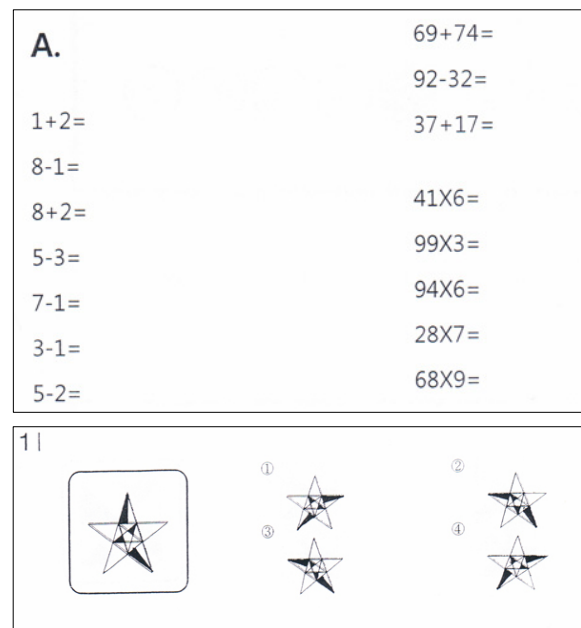 A.
1+2=
8-1=
8+2=
5-3=
7-1=
3-1=
5-2=
69+74=
92-32=
37+17=
41X6=
99X3=
94X6=
28X7=
68X9=
1|
①
②
③
④